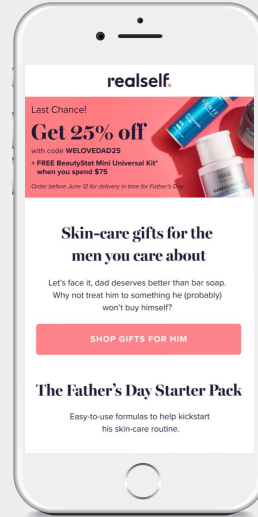 realself.
Last Chance!
Get 25% off
with code WELOVEDAD25
+ FREE BeautyStat Mini Universal Kit*
when you spend $75
Order before June 12 for delivery in time for Father's Day
Skin-care gifts for the
men you care about
Let's face it, dad deserves better than bar soap.
Why not treat him to something he (probably)
won't buy himself?
SHOP GIFTS FOR HIM
The Father's Day Starter Pack
Easy-to-use formulas to help kickstart
his skin-care routine.